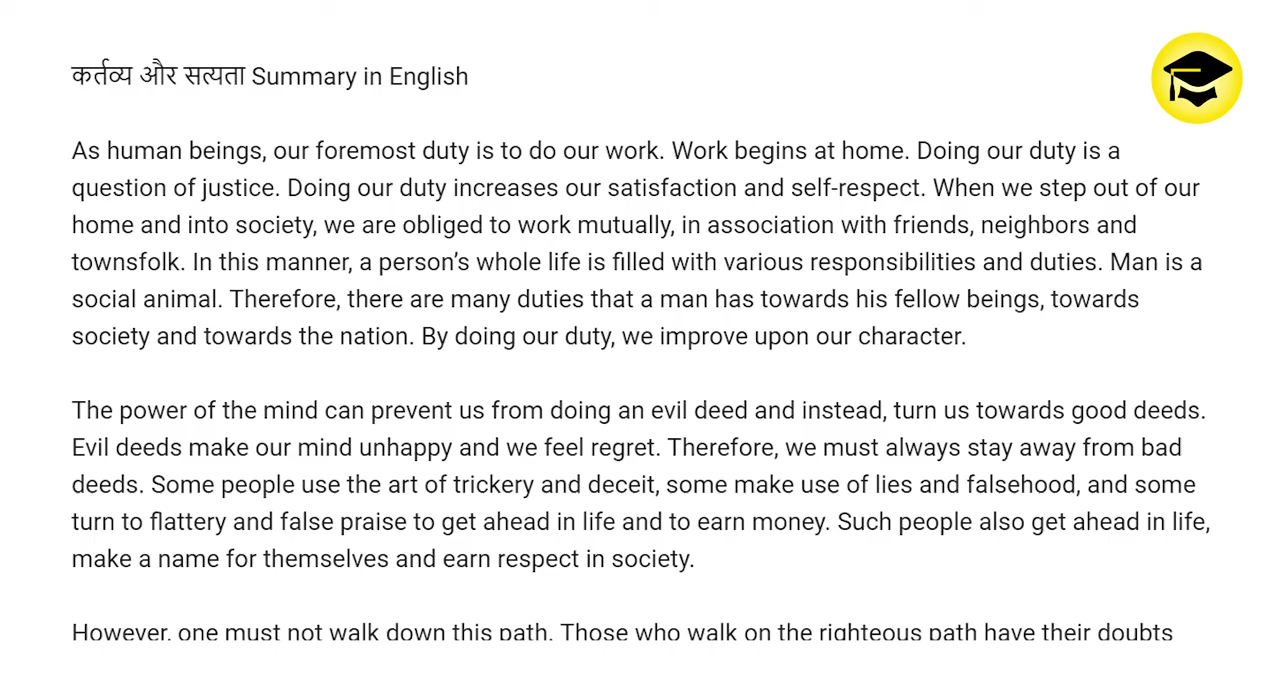 कर्तव्य और सत्यता Summary in English
As human beings, our foremost duty is to do our work. Work begins at home. Doing our duty is a
question of justice. Doing our duty increases our satisfaction and self-respect. When we step out of our
home and into society, we are obliged to work mutually, in association with friends, neighbors and
townsfolk. In this manner, a person’s whole life is filled with various responsibilities and duties. Man is a
social animal. Therefore, there are many duties that a man has towards his fellow beings, towards
society and towards the nation. By doing our duty, we improve upon our character.
The power of the mind can prevent us from doing an evil deed and instead, turn us towards good deeds.
Evil deeds make our mind unhappy and we feel regret. Therefore, we must always stay away from bad
deeds. Some people use the art of trickery and deceit, some make use of lies and falsehood, and some
turn to flattery and false praise to get ahead in life and to earn money. Such people also get ahead in life,
make a name for themselves and earn respect in society.
However, one must not walk down this path. Those who walk on the righteous path have their doubts